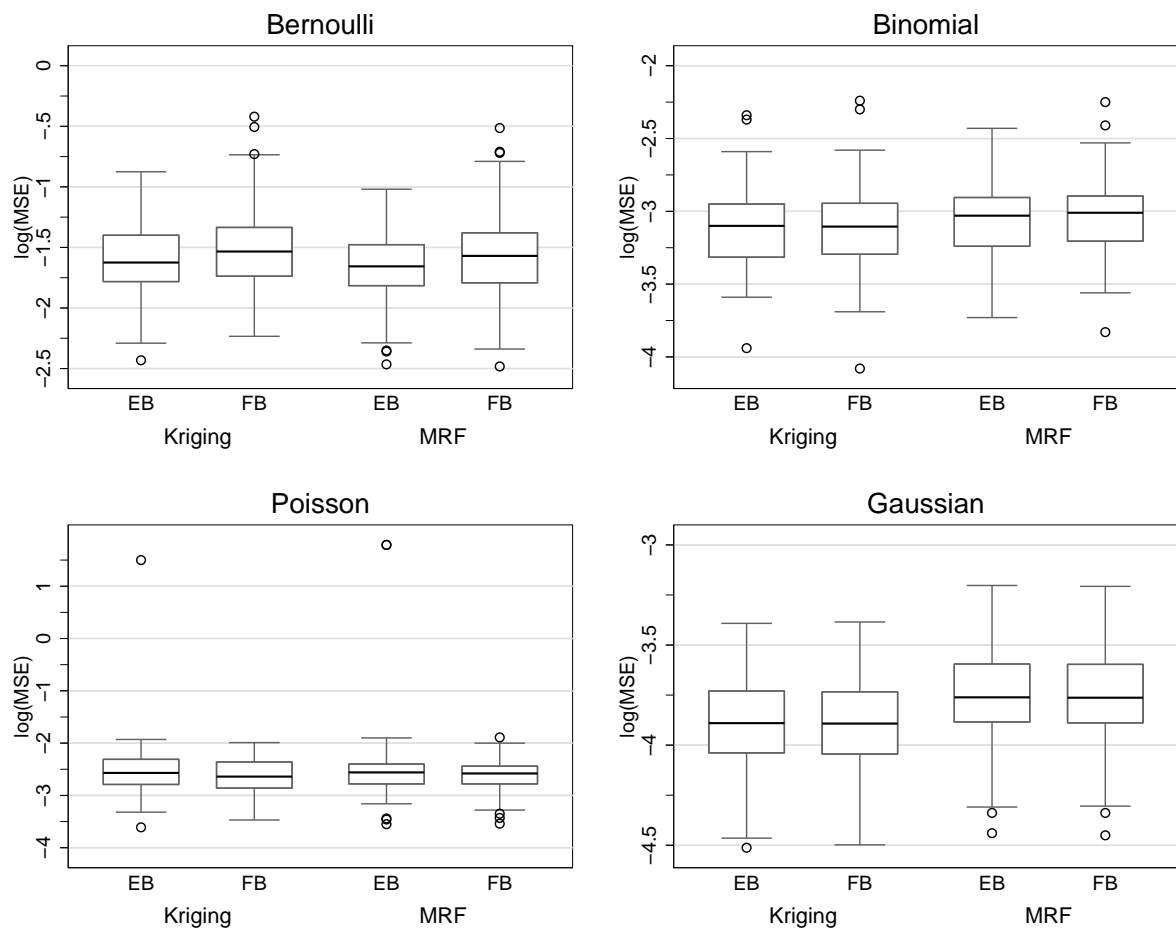 Bernoulli
0
−.5
−1
−1.5
−2
−2.5
log(MSE)
EB FB EB FB
Kriging MRF
Binomial
−2
−2.5
−3
−3.5
−4
log(MSE)
EB FB EB FB
Kriging MRF
Poisson
1
0
−1
−2
−3
−4
log(MSE)
EB FB EB FB
Kriging MRF
Gaussian
−3
−3.5
−4
−4.5
log(MSE)
EB FB EB FB
Kriging MRF